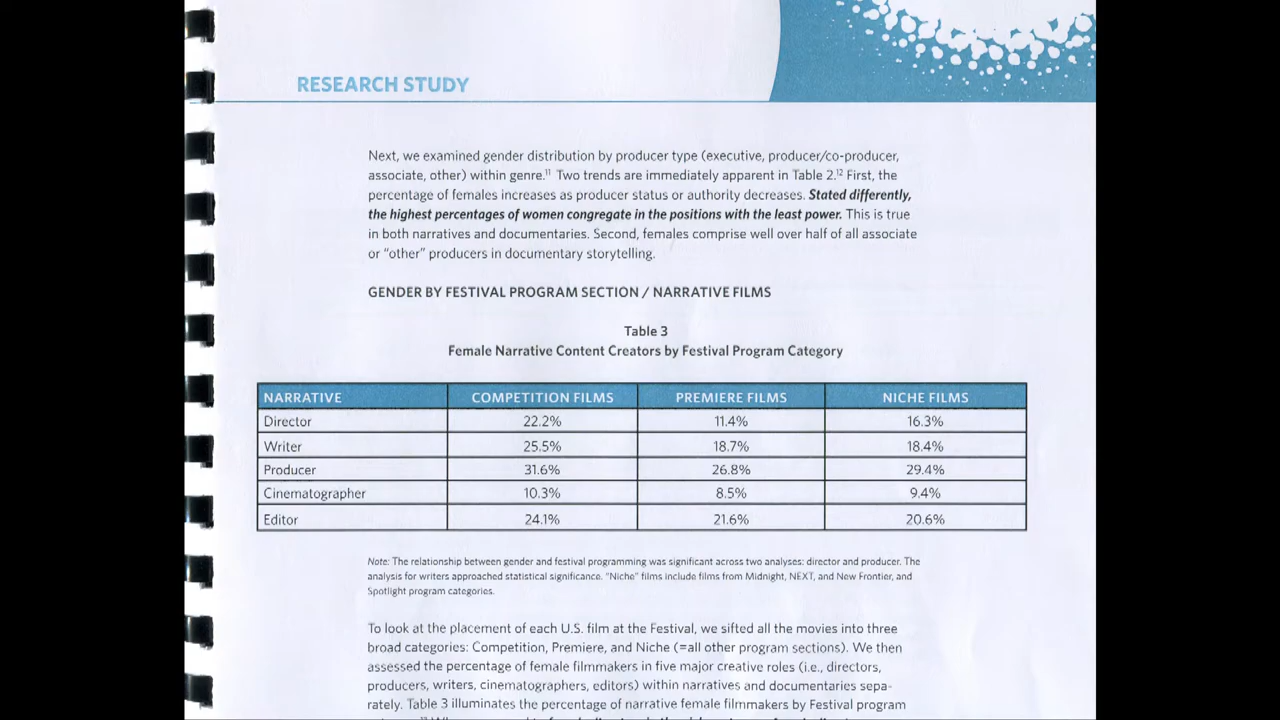 RESEARCH STUDY
Next, we examined gender distribution by producer type (executive, producer/co-producer,
associate, other) within genre.¹¹ Two trends are immediately apparent in Table 2.¹² First, the
percentage of females increases as producer status or authority decreases. Stated differently,
the highest percentages of women congregate in the positions with the least power. This is true
in both narratives and documentaries. Second, females comprise well over half of all associate
or “other” producers in documentary storytelling.
GENDER BY FESTIVAL PROGRAM SECTION / NARRATIVE FILMS
Table 3
Female Narrative Content Creators by Festival Program Category
NARRATIVE COMPETITION FILMS PREMIERE FILMS NICHE FILMS
Director 22.2% 11.4% 16.3%
Writer 25.5% 18.7% 18.4%
Producer 31.6% 26.8% 29.4%
Cinematographer 10.3% 8.5% 9.4%
Editor 24.1% 21.6% 20.6%
Note: The relationship between gender and festival programming was significant across two analyses: director and producer. The
analysis for writers approached statistical significance. “Niche” films include films from Midnight, NEXT, and New Frontier, and
Spotlight program categories.
To look at the placement of each U.S. film at the Festival, we sifted all the movies into three
broad categories: Competition, Premiere, and Niche (=all other program sections). We then
assessed the percentage of female filmmakers in five major creative roles (i.e., directors,
producers, writers, cinematographers, editors) within narratives and documentaries sepa-
rately. Table 3 illuminates the percentage of narrative female filmmakers by Festival program